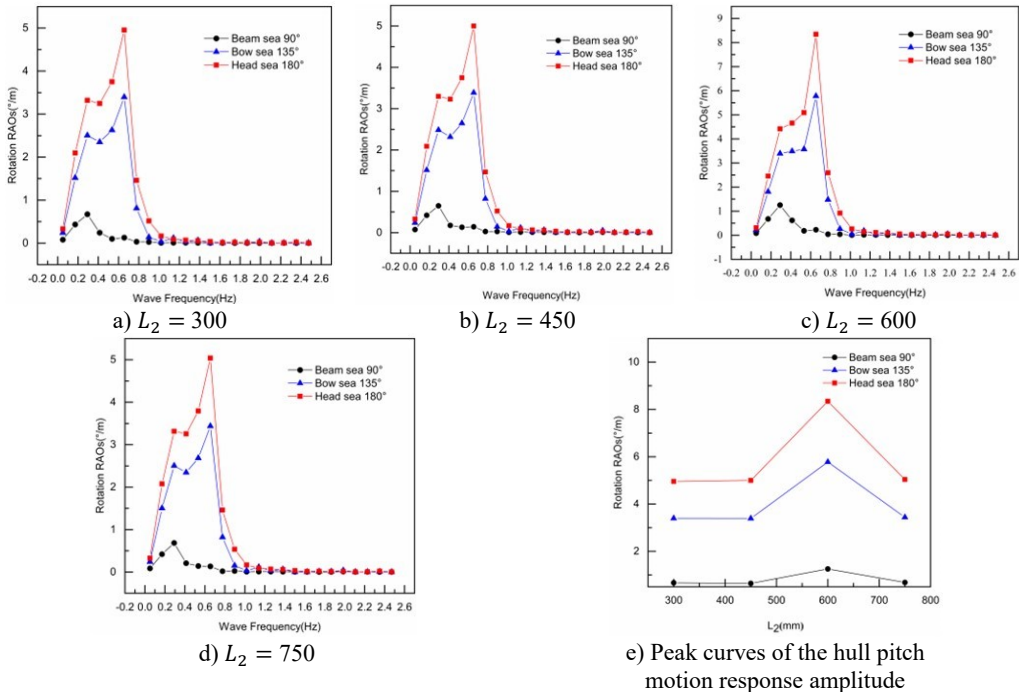 5
4
3
2
1
0
Rotation RAOs(°/m)
Beam sea 90°
Bow sea 135°
Head sea 180°
-0.2 0.0 0.2 0.4 0.6 0.8 1.0 1.2 1.4 1.6 1.8 2.0 2.2 2.4 2.6
Wave Frequency(Hz)
a) L₂ = 300
5
4
3
2
1
0
Rotation RAOs(°/m)
Beam sea 90°
Bow sea 135°
Head sea 180°
-0.2 0.0 0.2 0.4 0.6 0.8 1.0 1.2 1.4 1.6 1.8 2.0 2.2 2.4 2.6
Wave Frequency(Hz)
b) L₂ = 450
9
8
7
6
5
4
3
2
1
0
-1
Rotation RAOs(°/m)
Beam sea 90°
Bow sea 135°
Head sea 180°
-0.2 0.0 0.2 0.4 0.6 0.8 1.0 1.2 1.4 1.6 1.8 2.0 2.2 2.4 2.6
Wave Frequency(Hz)
c) L₂ = 600
5
4
3
2
1
0
Rotation RAOs(°/m)
Beam sea 90°
Bow sea 135°
Head sea 180°
-0.2 0.0 0.2 0.4 0.6 0.8 1.0 1.2 1.4 1.6 1.8 2.0 2.2 2.4 2.6
Wave Frequency(Hz)
d) L₂ = 750
10
8
6
4
2
Rotation RAOs(°/m)
Beam sea 90°
Bow sea 135°
Head sea 180°
300 400 500 600 700 800
L₂(mm)
e) Peak curves of the hull pitch
motion response amplitude